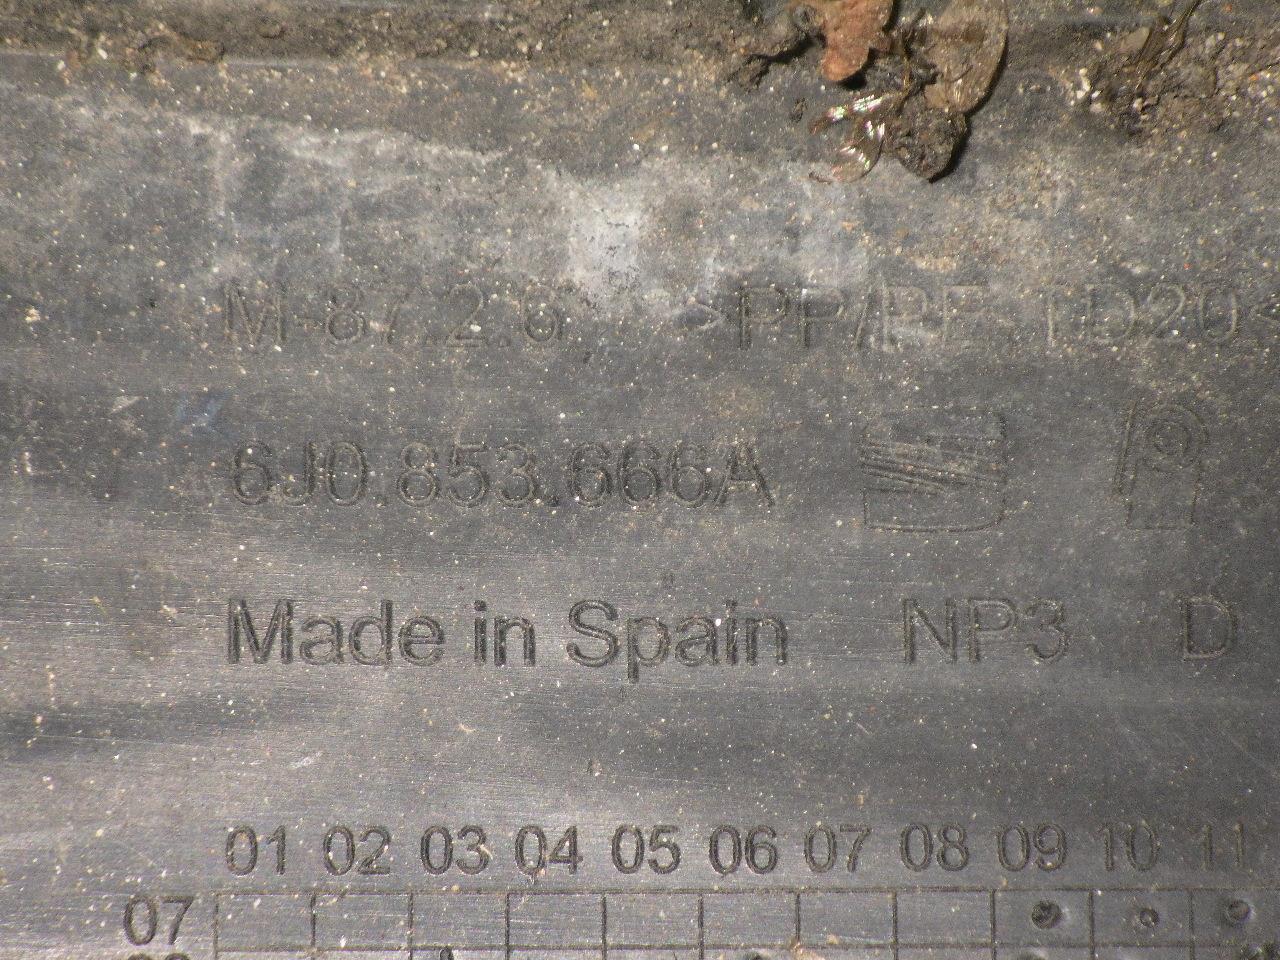 M-87.2.6 >PP/PE TD20<
6J0.853.666A
Made in Spain NP3 D
01 02 03 04 05 06 07 08 09 10 11
07